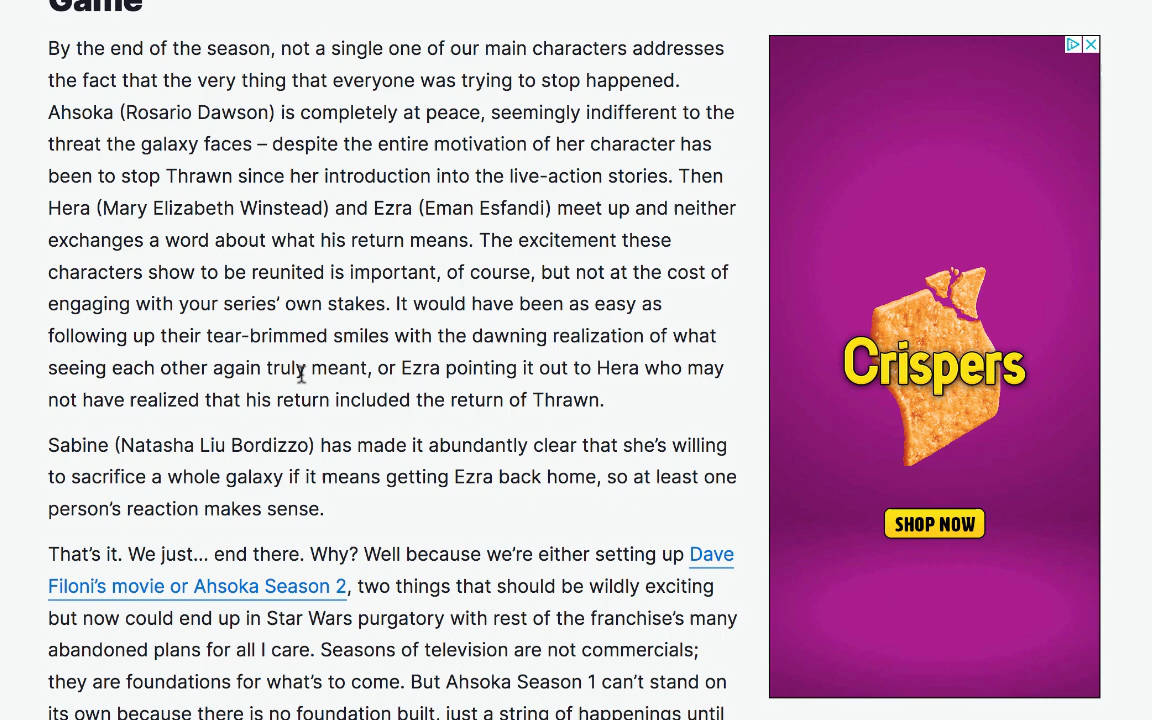 Game
By the end of the season, not a single one of our main characters addresses
the fact that the very thing that everyone was trying to stop happened.
Ahsoka (Rosario Dawson) is completely at peace, seemingly indifferent to the
threat the galaxy faces – despite the entire motivation of her character has
been to stop Thrawn since her introduction into the live-action stories. Then
Hera (Mary Elizabeth Winstead) and Ezra (Eman Esfandi) meet up and neither
exchanges a word about what his return means. The excitement these
characters show to be reunited is important, of course, but not at the cost of
engaging with your series’ own stakes. It would have been as easy as
following up their tear-brimmed smiles with the dawning realization of what
seeing each other again truly meant, or Ezra pointing it out to Hera who may
not have realized that his return included the return of Thrawn.
Sabine (Natasha Liu Bordizzo) has made it abundantly clear that she’s willing
to sacrifice a whole galaxy if it means getting Ezra back home, so at least one
person’s reaction makes sense.
That’s it. We just… end there. Why? Well because we’re either setting up Dave
Filoni’s movie or Ahsoka Season 2, two things that should be wildly exciting
but now could end up in Star Wars purgatory with rest of the franchise’s many
abandoned plans for all I care. Seasons of television are not commercials;
they are foundations for what’s to come. But Ahsoka Season 1 can’t stand on
its own because there is no foundation built, just a string of happenings until
Crispers
SHOP NOW